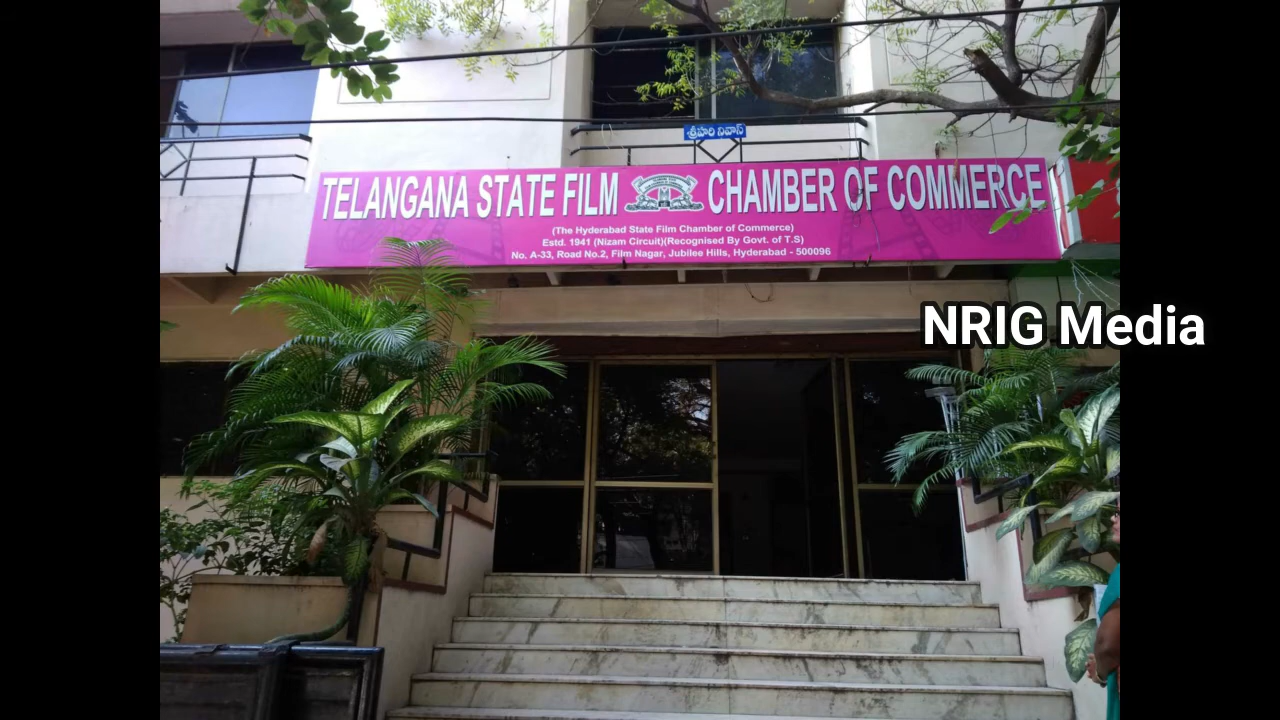 శ్రీహరి నివాస్
TELANGANA STATE FILM CHAMBER OF COMMERCE
(The Hyderabad State Film Chamber of Commerce)
Estd. 1941 (Nizam Circuit)(Recognised By Govt. of T.S)
No. A-33, Road No.2, Film Nagar, Jubilee Hills, Hyderabad - 500096
NRIG Media